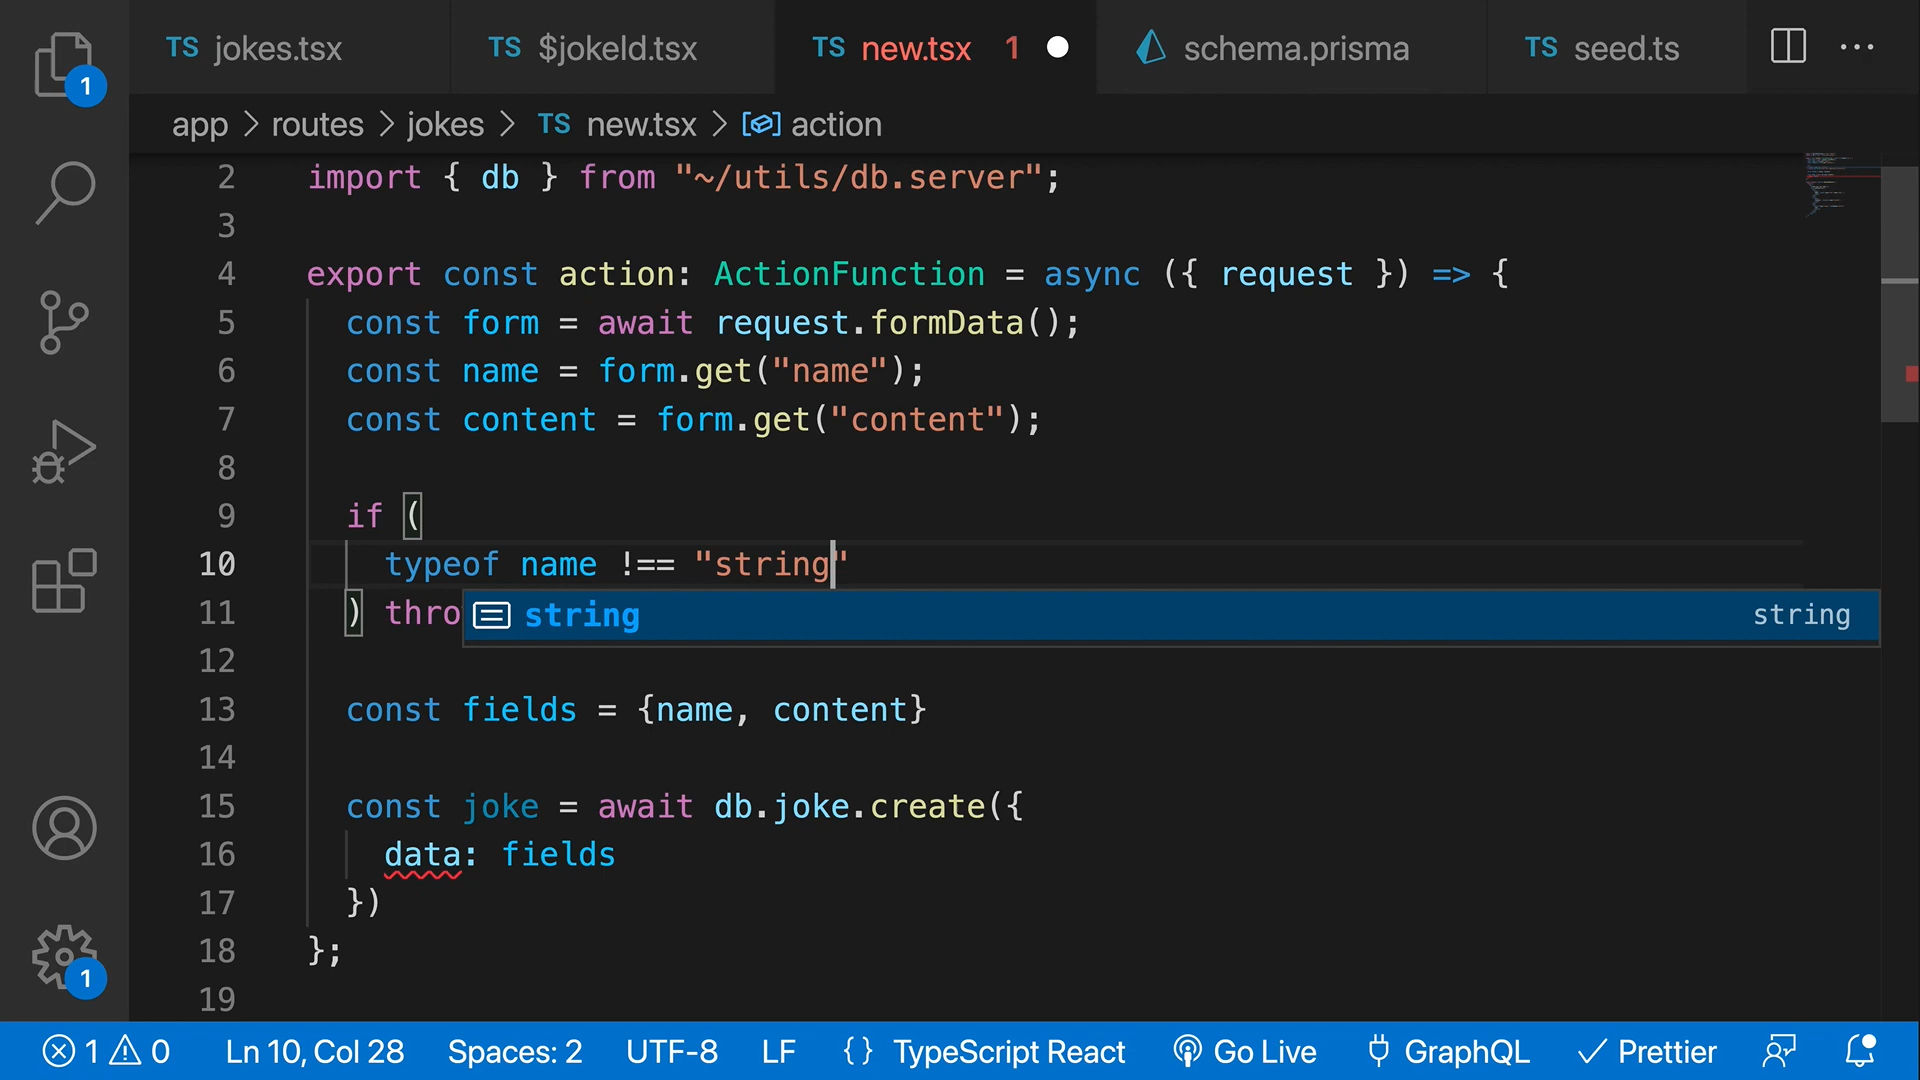 TS jokes.tsx TS $jokeId.tsx TS new.tsx 1 schema.prisma TS seed.ts
1
app > routes > jokes > TS new.tsx > action
2 import { db } from "~/utils/db.server";
3
4 export const action: ActionFunction = async ({ request }) => {
5 const form = await request.formData();
6 const name = form.get("name");
7 const content = form.get("content");
8
9 if (
10 typeof name !== "string"
11 ) thro
string string
12
13 const fields = {name, content}
14
15 const joke = await db.joke.create({
16 data: fields
17 })
18 };
19
1
1 0 Ln 10, Col 28 Spaces: 2 UTF-8 LF {} TypeScript React Go Live GraphQL Prettier